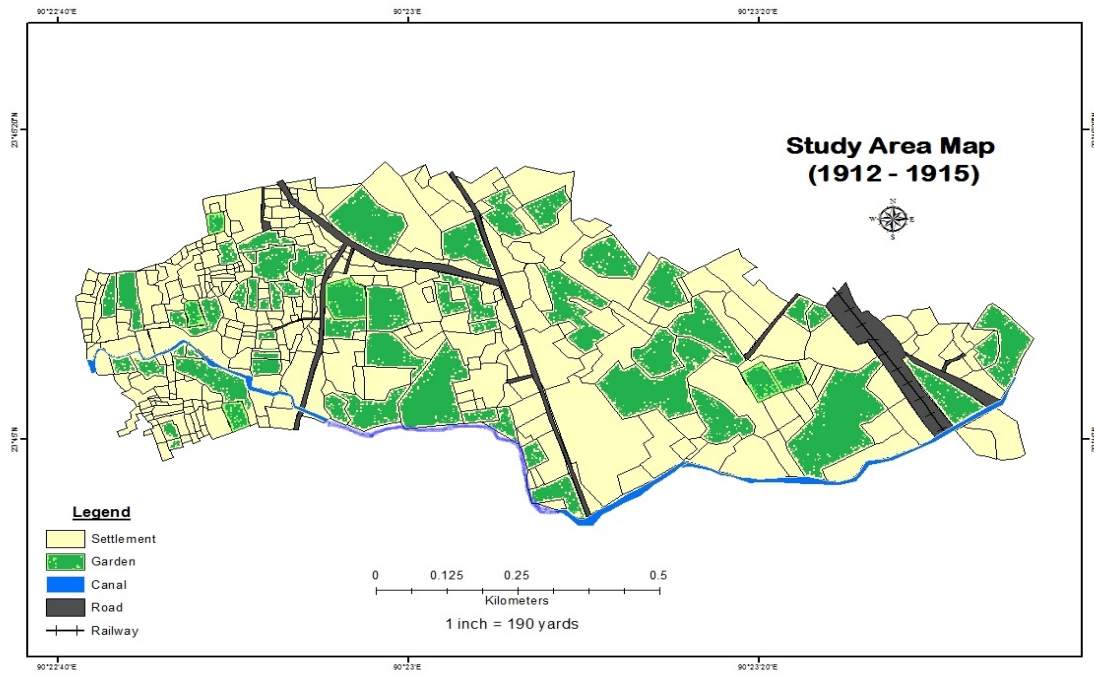 90°22'40"E 90°23'E 90°23'20"E
Study Area Map
(1912 - 1915)
N
W E
S
Legend
Settlement
Garden
Canal
Road
Railway
0 0.125 0.25 0.5
Kilometers
1 inch = 190 yards
90°22'40"E 90°23'E 90°23'20"E